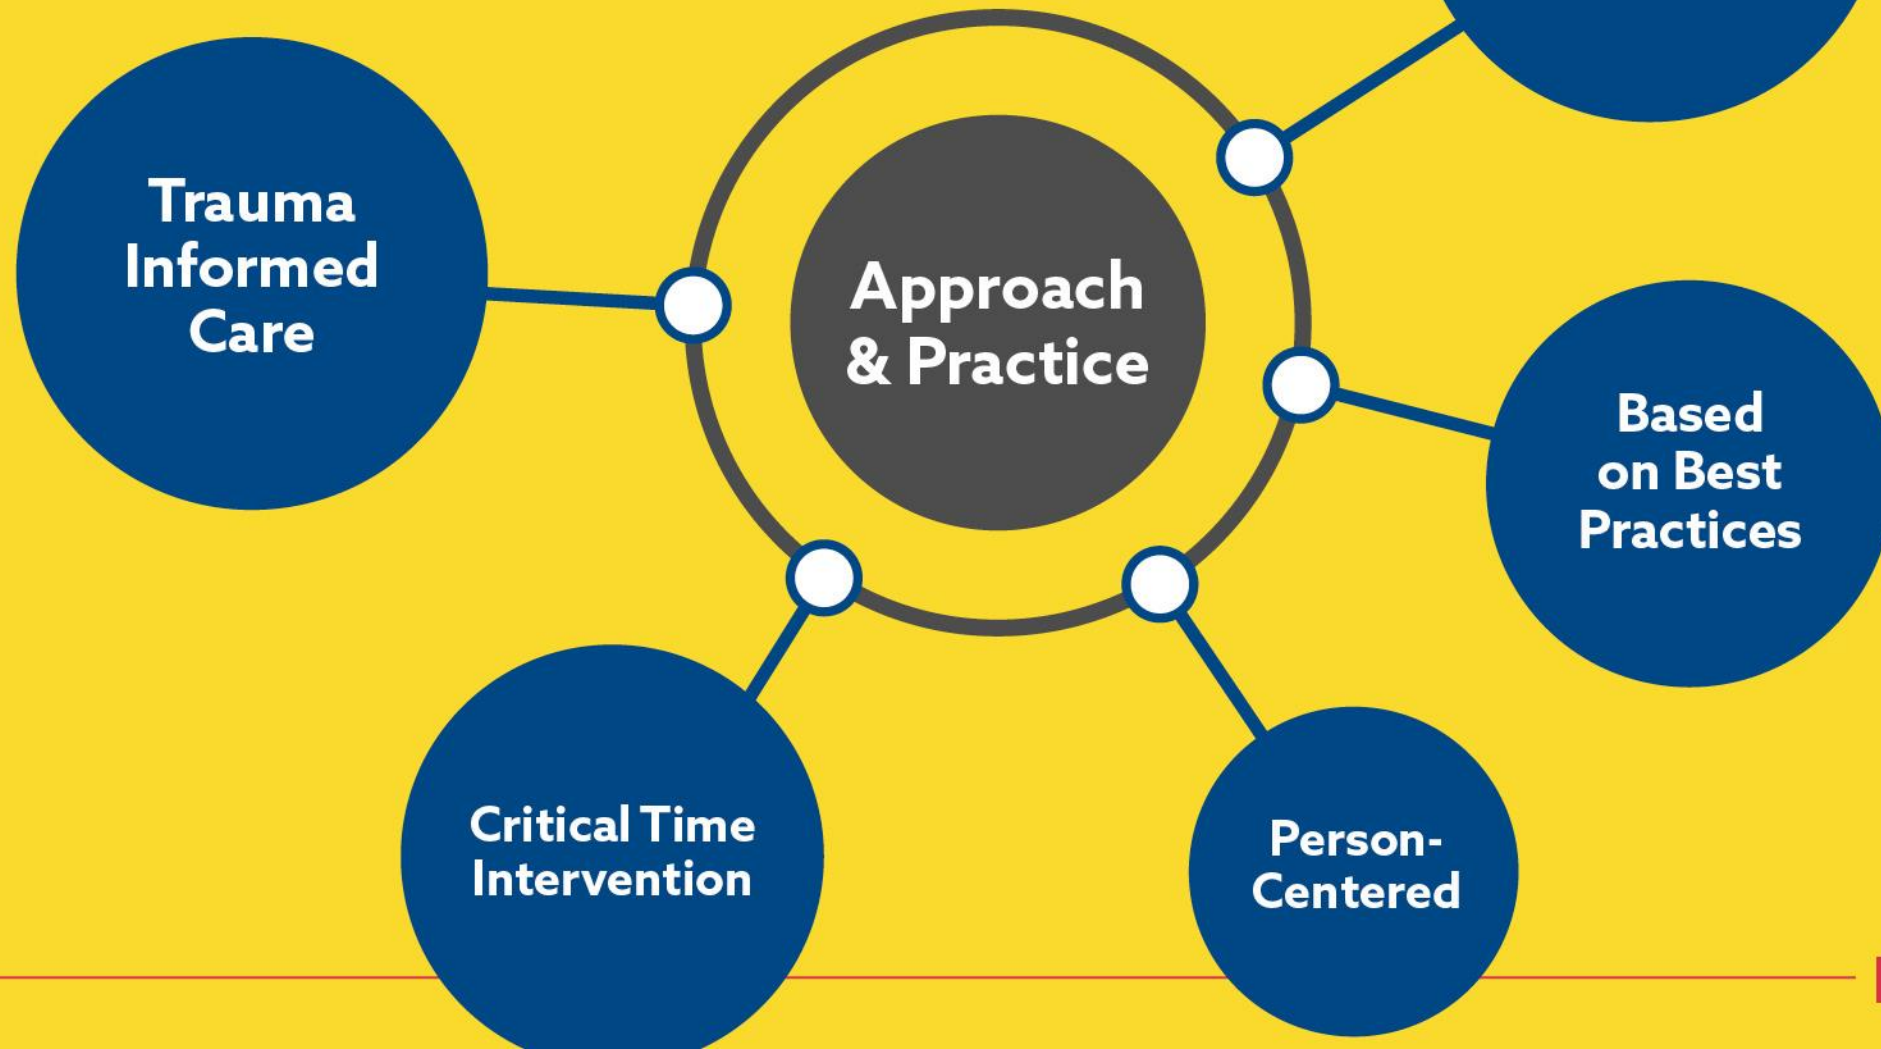 Trauma
Informed
Care
Approach
& Practice
Based
on Best
Practices
Critical Time
Intervention
Person-
Centered